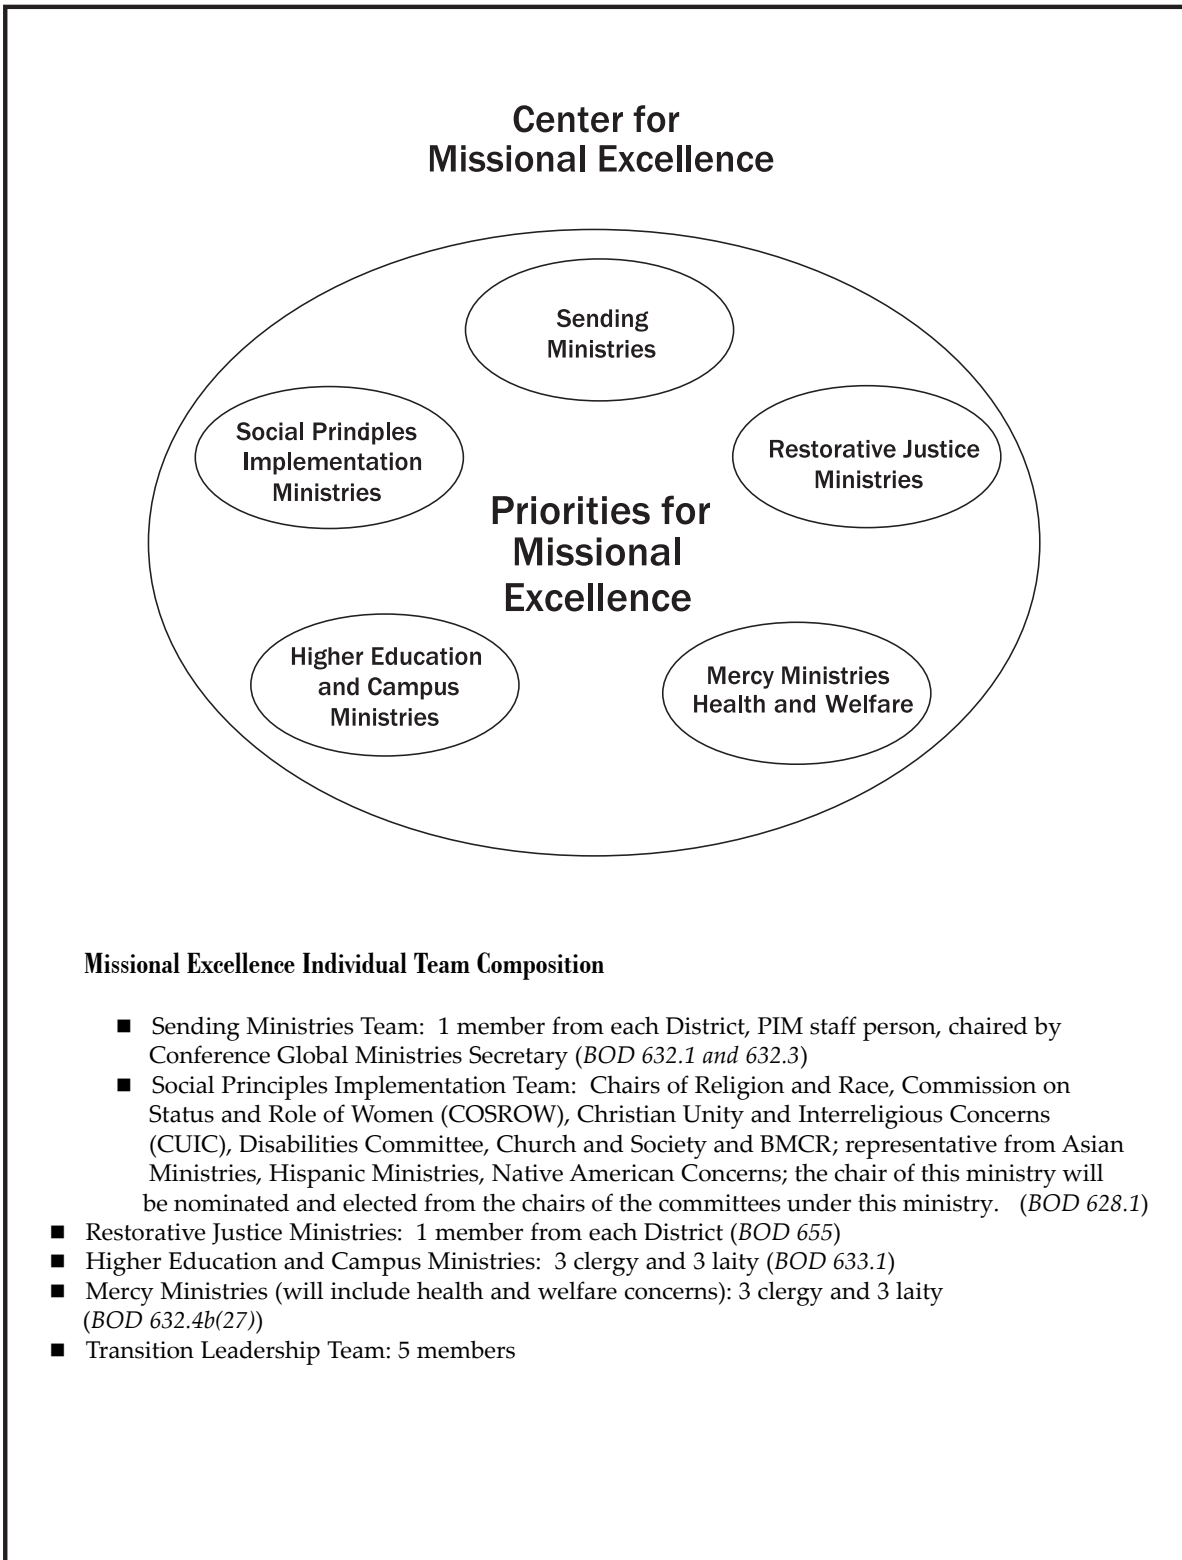 Center for
Missional Excellence
Sending
Ministries
Social Principles
Implementation
Ministries
Restorative Justice
Ministries
Priorities for
Missional
Excellence
Higher Education
and Campus
Ministries
Mercy Ministries
Health and Welfare
Missional Excellence Individual Team Composition
■ Sending Ministries Team: 1 member from each District, PIM staff person, chaired by
Conference Global Ministries Secretary (BOD 632.1 and 632.3)
■ Social Principles Implementation Team: Chairs of Religion and Race, Commission on
Status and Role of Women (COSROW), Christian Unity and Interreligious Concerns
(CUIC), Disabilities Committee, Church and Society and BMCR; representative from Asian
Ministries, Hispanic Ministries, Native American Concerns; the chair of this ministry will
be nominated and elected from the chairs of the committees under this ministry. (BOD 628.1)
■ Restorative Justice Ministries: 1 member from each District (BOD 655)
■ Higher Education and Campus Ministries: 3 clergy and 3 laity (BOD 633.1)
■ Mercy Ministries (will include health and welfare concerns): 3 clergy and 3 laity
(BOD 632.4b(27))
■ Transition Leadership Team: 5 members